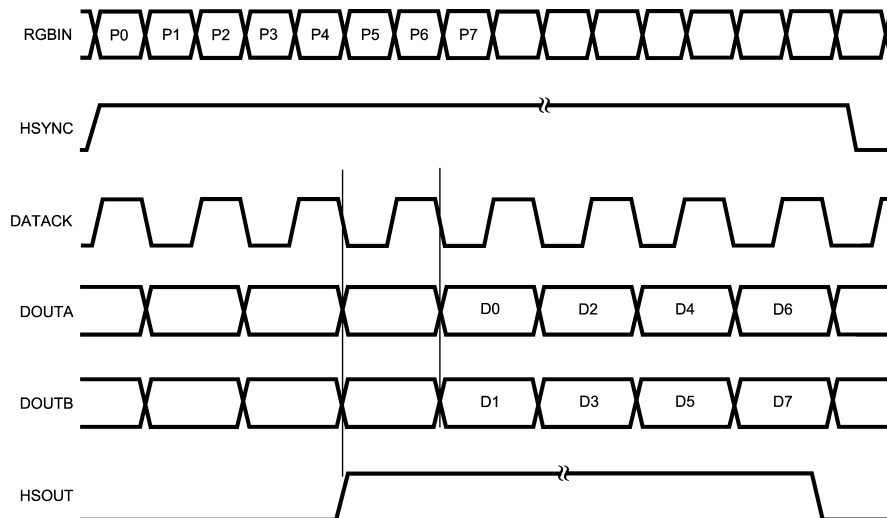 RGBIN P0 P1 P2 P3 P4 P5 P6 P7
HSYNC
DATACK
DOUTA D0 D2 D4 D6
DOUTB D1 D3 D5 D7
HSOUT